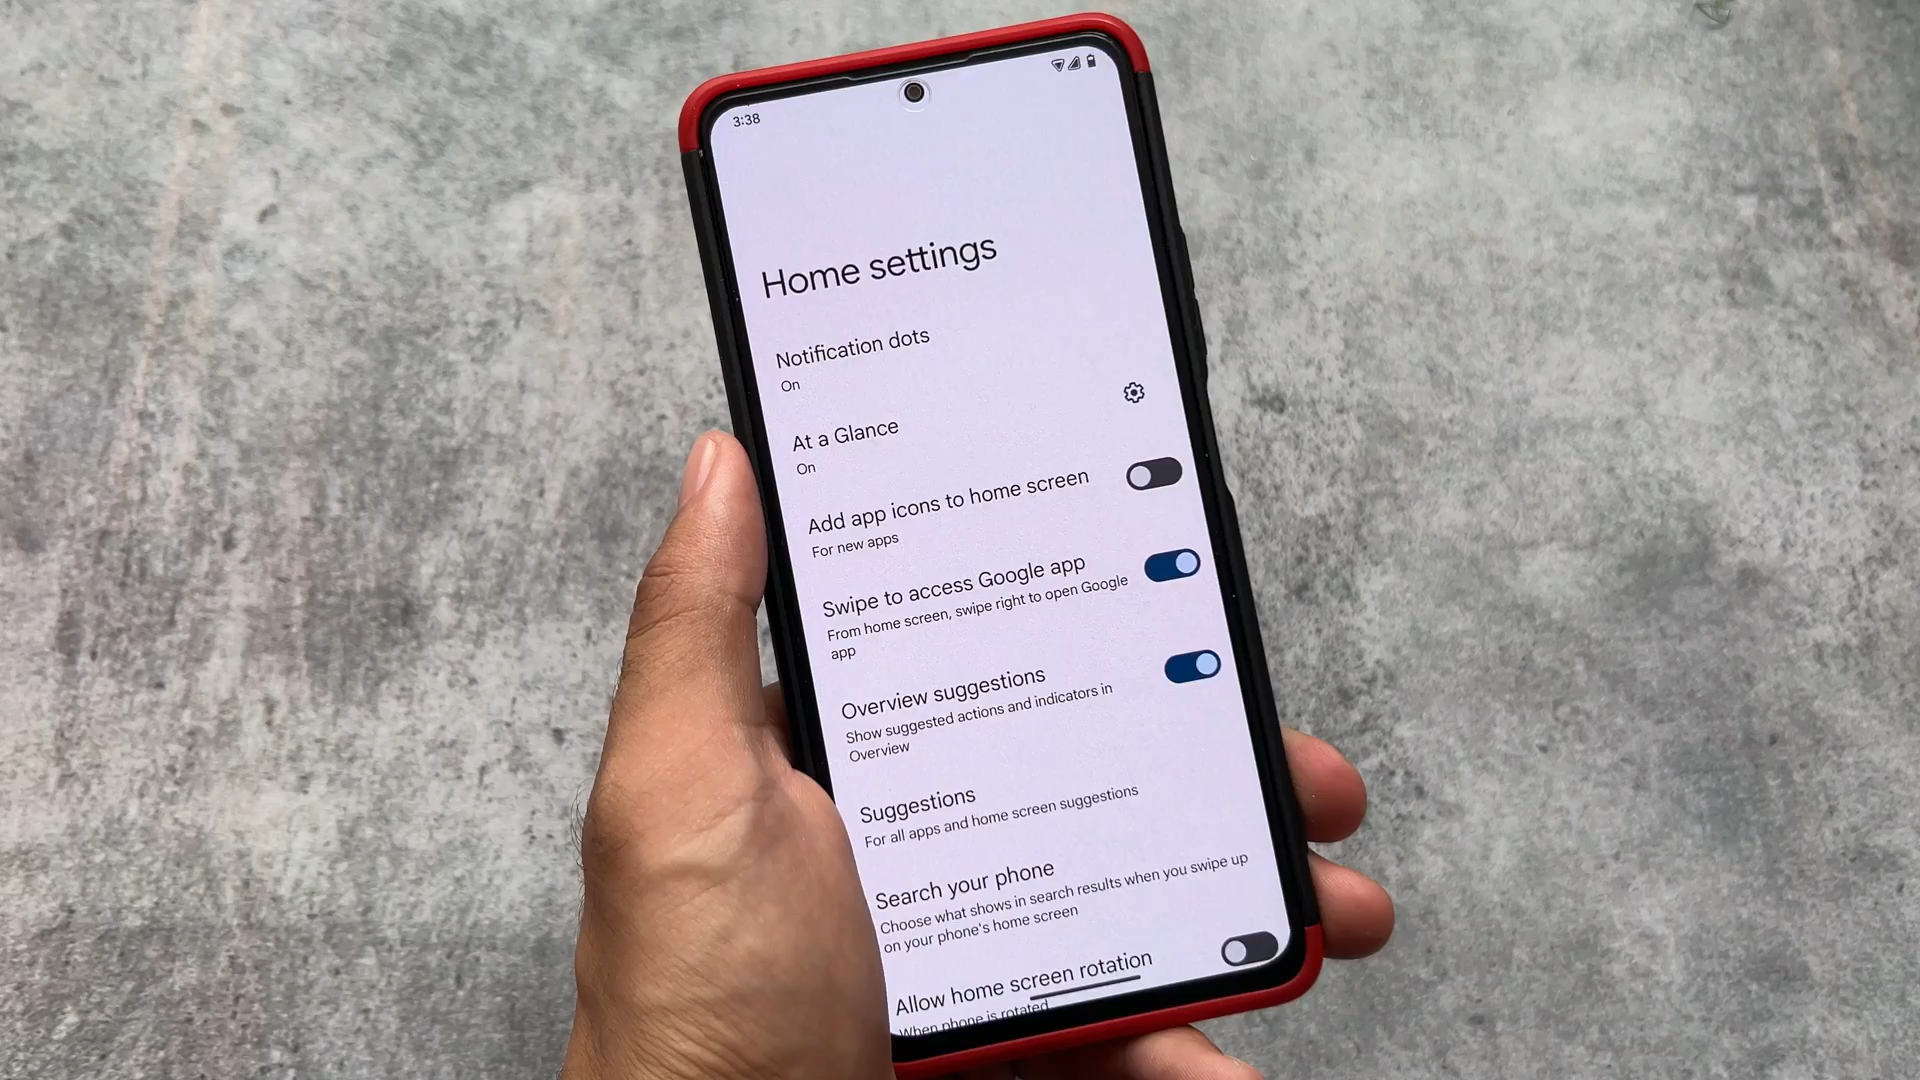 3:38
Home settings
Notification dots
On
At a Glance
On
Add app icons to home screen
For new apps
Swipe to access Google app
From home screen, swipe right to open Google
app
Overview suggestions
Show suggested actions and indicators in
Overview
Suggestions
For all apps and home screen suggestions
Search your phone
Choose what shows in search results when you swipe up
on your phone's home screen
Allow home screen rotation
When phone is rotated